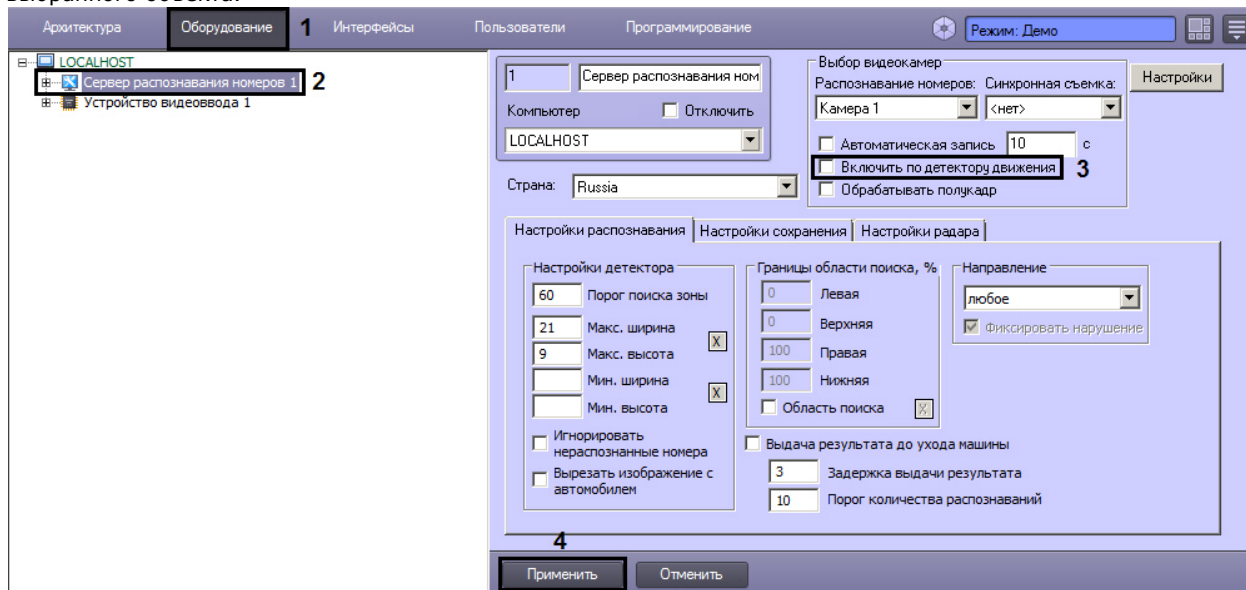 выбранного объекта.
Архитектура Оборудование 1 Интерфейсы Пользователи Программирование Режим: Демо
LOCALHOST
Сервер распознавания номеров 1 2
Устройство видеоввода 1
1 Сервер распознавания ном
Компьютер Отключить
LOCALHOST
Страна: Russia
Выбор видеокамер
Распознавание номеров: Синхронная съемка:
Камера 1 <нет>
Автоматическая запись 10 с
Включить по детектору движения 3
Обрабатывать полукадр
Настройки
Настройки распознавания Настройки сохранения Настройки радара
Настройки детектора
60 Порог поиска зоны
21 Макс. ширина
9 Макс. высота
X
Мин. ширина
Мин. высота
X
Игнорировать
нераспознанные номера
Вырезать изображение с
автомобилем
Границы области поиска, %
0 Левая
0 Верхняя
100 Правая
100 Нижняя
Область поиска X
Направление
любое
Фиксировать нарушение
Выдача результата до ухода машины
3 Задержка выдачи результата
10 Порог количества распознаваний
4
Применить Отменить